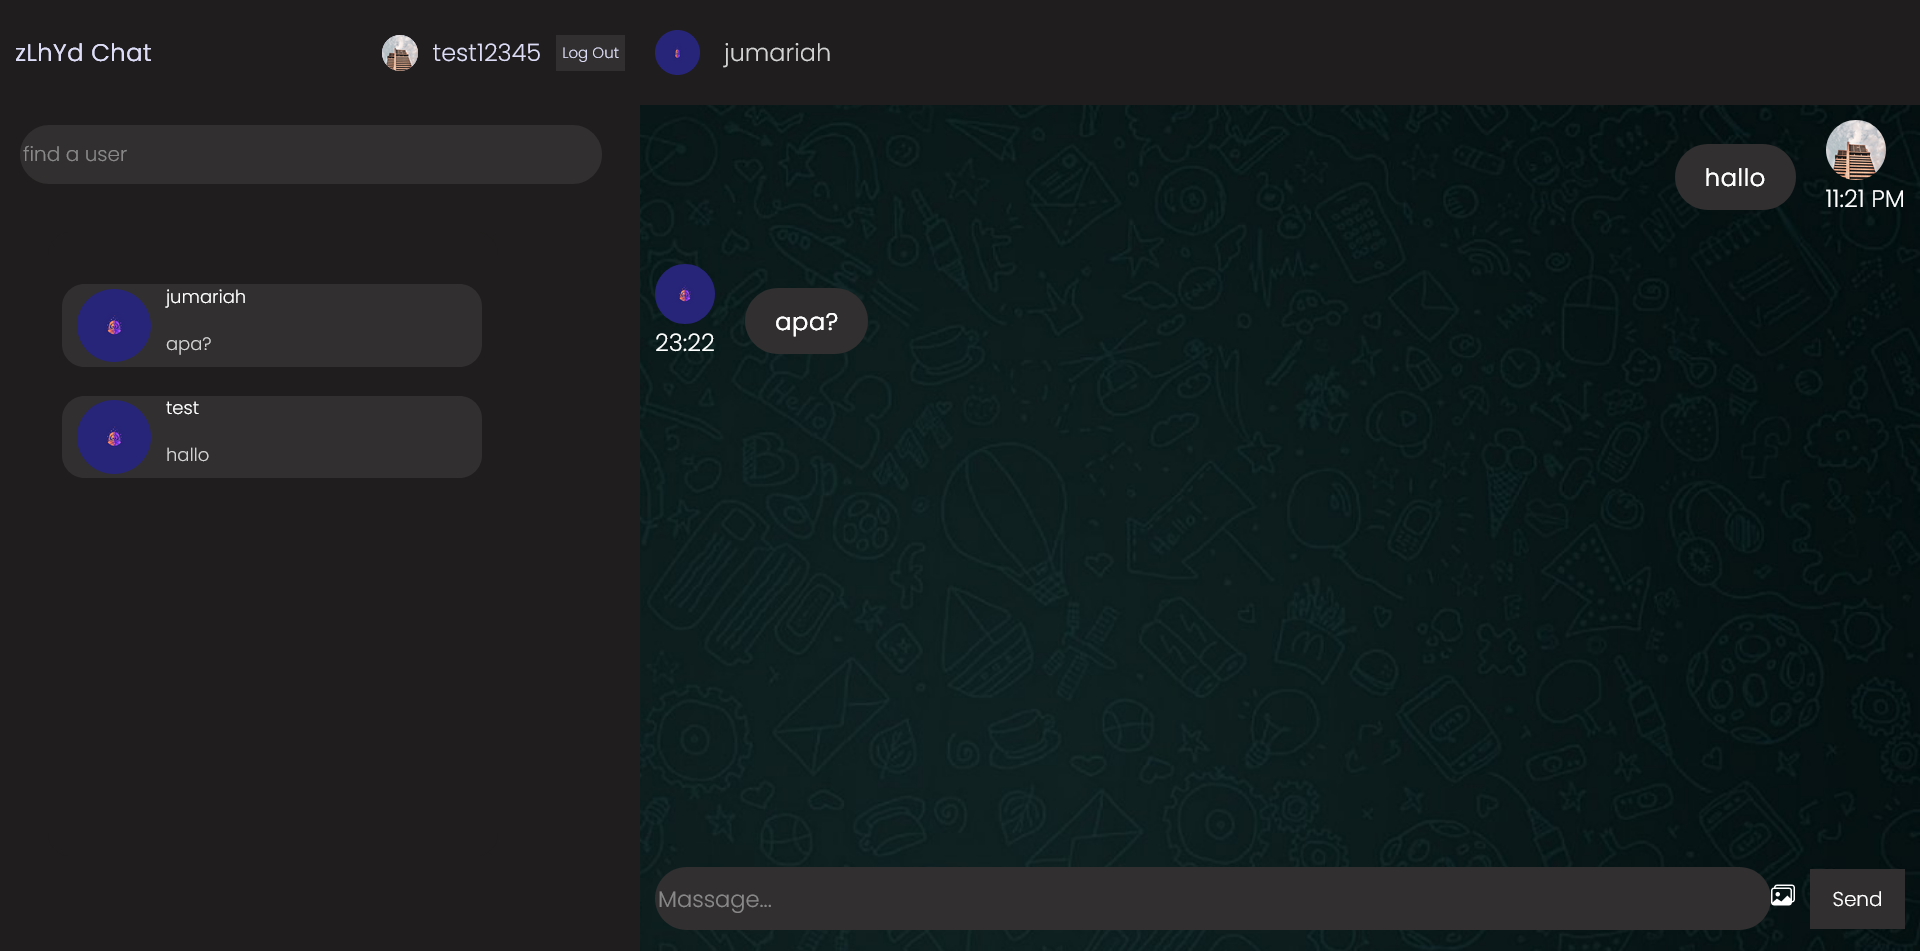 zLhYd Chat
test12345
Log Out
find a user
jumariah
apa?
test
hallo
jumariah
hallo
11:21 PM
apa?
23:22
Massage...
Send